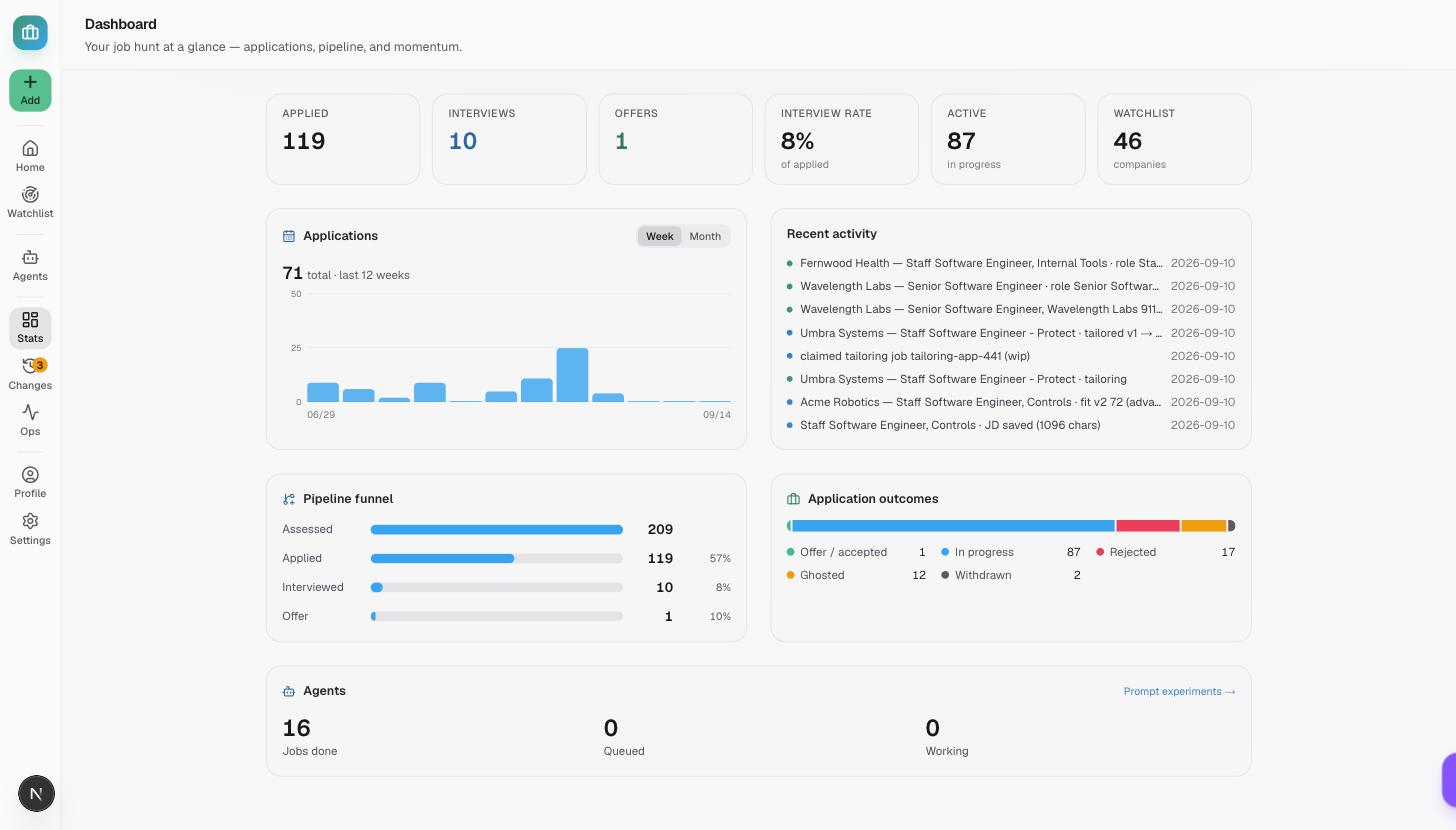 Dashboard
Your job hunt at a glance — applications, pipeline, and momentum.
Add
Home
Watchlist
Agents
Stats
3
Changes
Ops
Profile
Settings
N
APPLIED
119
INTERVIEWS
10
OFFERS
1
INTERVIEW RATE
8%
of applied
ACTIVE
87
in progress
WATCHLIST
46
companies
Applications
Week Month
71 total · last 12 weeks
50
25
0
06/29 09/14
Recent activity
Fernwood Health — Staff Software Engineer, Internal Tools · role Sta... 2026-09-10
Wavelength Labs — Senior Software Engineer · role Senior Softwar... 2026-09-10
Wavelength Labs — Senior Software Engineer, Wavelength Labs 911... 2026-09-10
Umbra Systems — Staff Software Engineer - Protect · tailored v1 → ... 2026-09-10
claimed tailoring job tailoring-app-441 (wip) 2026-09-10
Umbra Systems — Staff Software Engineer - Protect · tailoring 2026-09-10
Acme Robotics — Staff Software Engineer, Controls · fit v2 72 (adva... 2026-09-10
Staff Software Engineer, Controls · JD saved (1096 chars) 2026-09-10
Pipeline funnel
Assessed 209
Applied 119 57%
Interviewed 10 8%
Offer 1 10%
Application outcomes
Offer / accepted 1 In progress 87 Rejected 17
Ghosted 12 Withdrawn 2
Agents
Prompt experiments →
16
Jobs done
0
Queued
0
Working